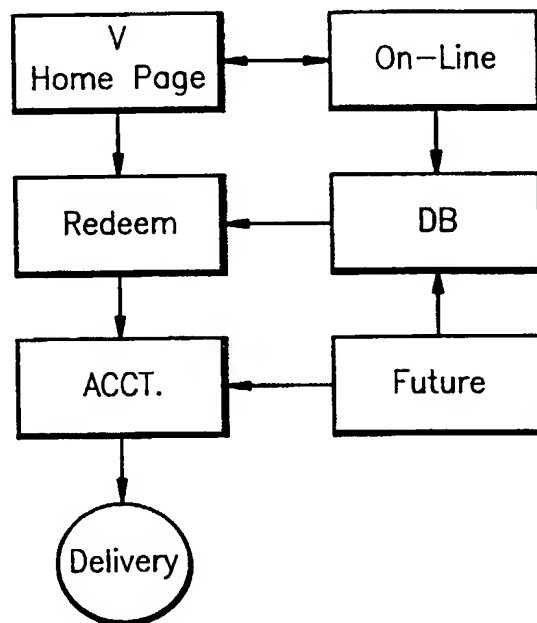 V
Home Page
On-Line
Redeem
DB
ACCT.
Future
Delivery